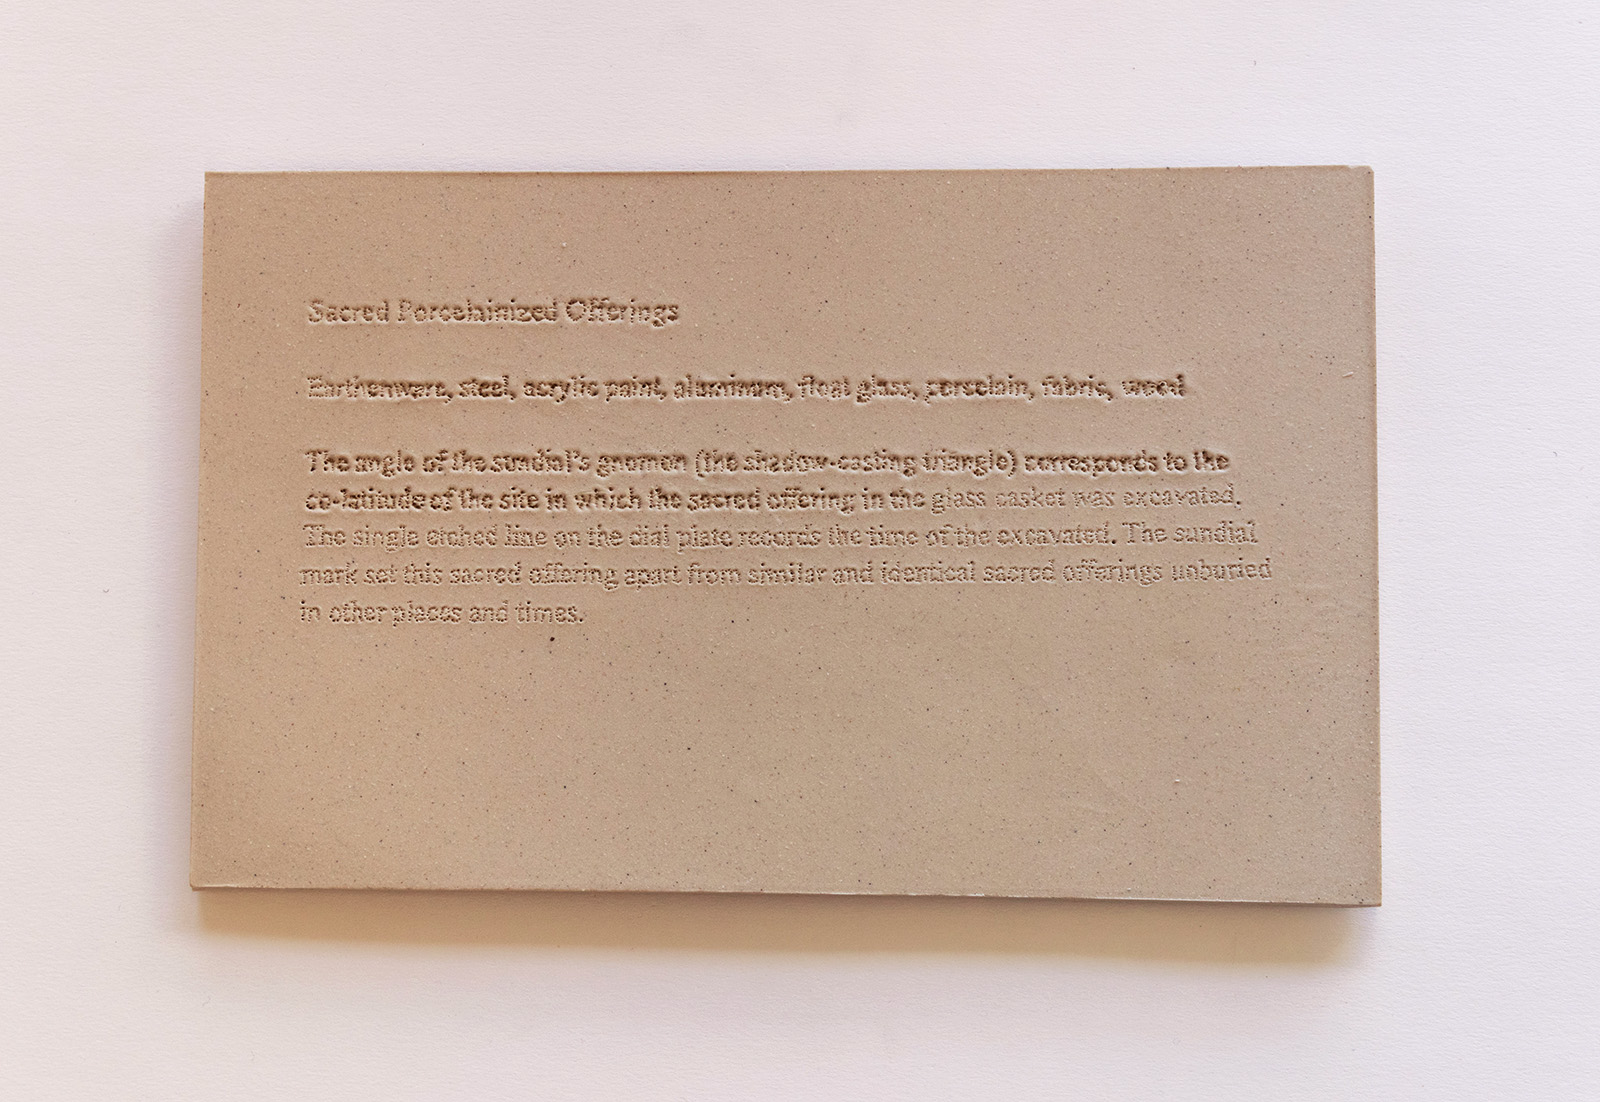 Sacred Porcelainized Offerings
Earthenware, steel, acrylic paint, aluminum, float glass, porcelain, fabric, wood
The angle of the sundial's gnomon (the shadow-casting triangle) corresponds to the
co-latitude of the site in which the sacred offering in the glass casket was excavated.
The single etched line on the dial plate records the time of the excavated. The sundial
mark set this sacred offering apart from similar and identical sacred offerings unburied
in other places and times.